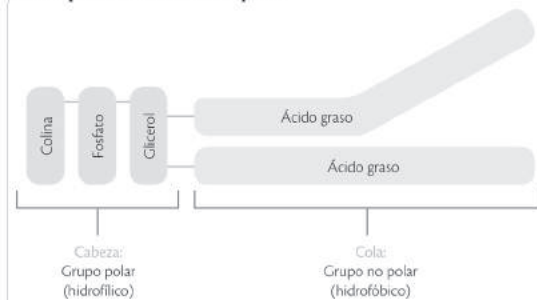 Colina
Fosfato
Glicerol
Ácido graso
Ácido graso
Cabeza:
Grupo polar
(hidrofílico)
Cola:
Grupo no polar
(hidrofóbico)